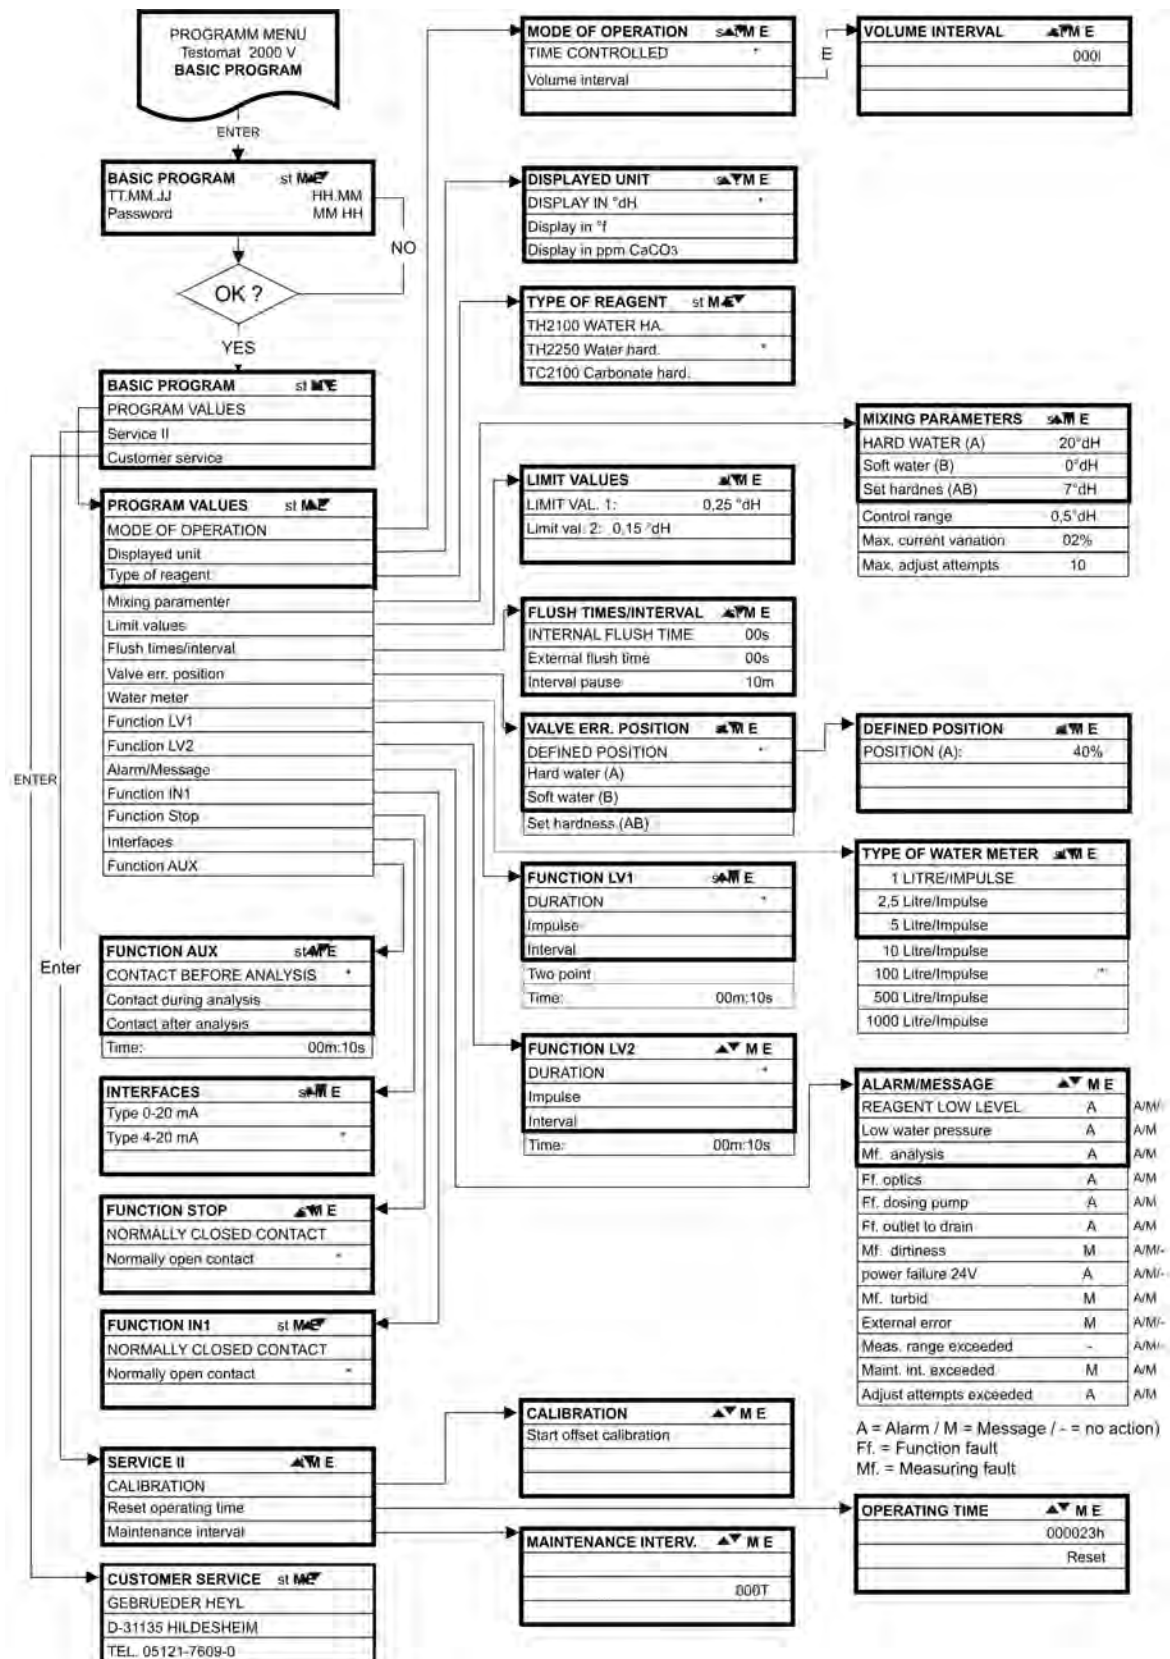 PROGRAMM MENU
Testomat 2000 V
BASIC PROGRAM
ENTER
BASIC PROGRAM st M E
TT.MM.JJ HH.MM
Password MM HH
NO
OK ?
YES
BASIC PROGRAM st M E
PROGRAM VALUES
Service II
Customer service
PROGRAM VALUES st M E
MODE OF OPERATION
Displayed unit
Type of reagent
Mixing paramenter
Limit values
Flush times/interval
Valve err. position
Water meter
Function LV1
Function LV2
Alarm/Message
Function IN1
Function Stop
Interfaces
Function AUX
ENTER
Enter
FUNCTION AUX st M E
CONTACT BEFORE ANALYSIS *
Contact during analysis
Contact after analysis
Time: 00m:10s
INTERFACES s M E
Type 0-20 mA
Type 4-20 mA *
FUNCTION STOP M E
NORMALLY CLOSED CONTACT
Normally open contact *
FUNCTION IN1 st M E
NORMALLY CLOSED CONTACT
Normally open contact *
SERVICE II M E
CALIBRATION
Reset operating time
Maintenance interval
CUSTOMER SERVICE st M E
GEBRUEDER HEYL
D-31135 HILDESHEIM
TEL. 05121-7609-0
MODE OF OPERATION s M E
TIME CONTROLLED *
Volume interval
E
VOLUME INTERVAL ▲▼M E
000l
DISPLAYED UNIT s▲▼M E
DISPLAY IN °dH *
Display in °f
Display in ppm CaCO3
TYPE OF REAGENT st M E
TH2100 WATER HA.
TH2250 Water hard. *
TC2100 Carbonate hard.
MIXING PARAMETERS s M E
HARD WATER (A) 20°dH
Soft water (B) 0°dH
Set hardnes (AB) 7°dH
Control range 0,5°dH
Max. current variation 02%
Max. adjust attempts 10
LIMIT VALUES M E
LIMIT VAL. 1: 0,25 °dH
Limit val. 2: 0,15 °dH
FLUSH TIMES/INTERVAL ▲▼M E
INTERNAL FLUSH TIME 00s
External flush time 00s
Interval pause 10m
VALVE ERR. POSITION M E
DEFINED POSITION *
Hard water (A)
Soft water (B)
Set hardness (AB)
DEFINED POSITION M E
POSITION (A): 40%
TYPE OF WATER METER M E
1 LITRE/IMPULSE
2,5 Litre/Impulse
5 Litre/Impulse
10 Litre/Impulse
100 Litre/Impulse *
500 Litre/Impulse
1000 Litre/Impulse
FUNCTION LV1 s M E
DURATION *
Impulse
Interval
Two point
Time: 00m:10s
FUNCTION LV2 ▲▼ M E
DURATION *
Impulse
Interval
Time: 00m:10s
ALARM/MESSAGE ▲▼ M E
REAGENT LOW LEVEL A A/M/-
Low water pressure A A/M
Mf. analysis A A/M
Ff. optics A A/M
Ff. dosing pump A A/M
Ff. outlet to drain A A/M
Mf. dirtiness M A/M/-
power failure 24V A A/M/-
Mf. turbid M A/M
External error M A/M/-
Meas. range exceeded - A/M/-
Maint. int. exceeded M A/M
Adjust attempts exceeded A A/M
A = Alarm / M = Message / - = no action)
Ff. = Function fault
Mf. = Measuring fault
CALIBRATION ▲▼ M E
Start offset calibration
OPERATING TIME ▲▼ M E
000023h
Reset
MAINTENANCE INTERV. ▲▼ M E
000T